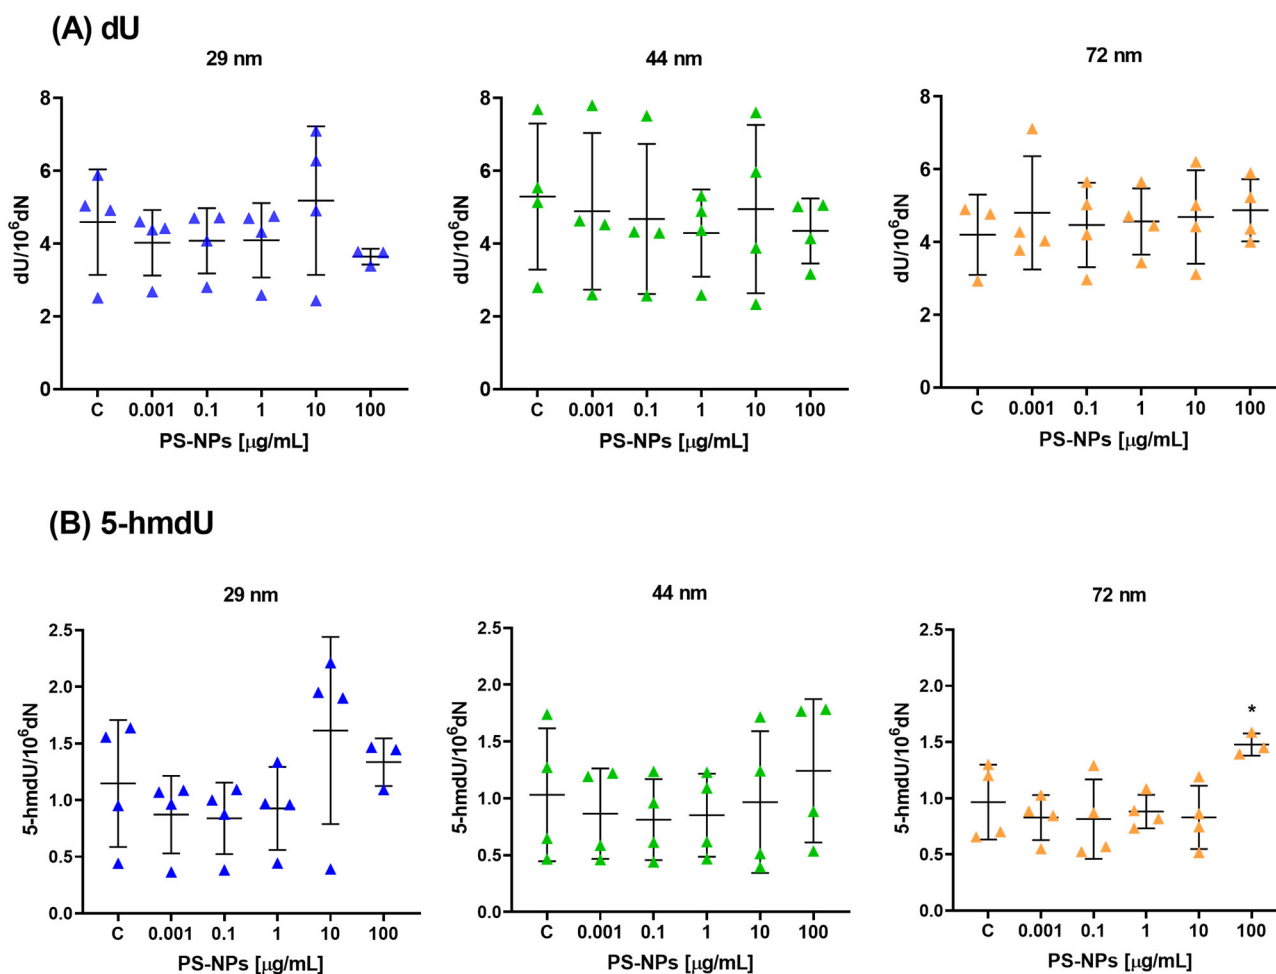 (A) dU
29 nm
44 nm
72 nm
dU/10⁶dN
8
6
4
2
0
C 0.001 0.1 1 10 100
PS-NPs [μg/mL]
dU/10⁶dN
8
6
4
2
0
C 0.001 0.1 1 10 100
PS-NPs [μg/mL]
dU/10⁶dN
8
6
4
2
0
C 0.001 0.1 1 10 100
PS-NPs [μg/mL]
(B) 5-hmdU
29 nm
44 nm
72 nm
5-hmdU/10⁶dN
2.5
2.0
1.5
1.0
0.5
0.0
C 0.001 0.1 1 10 100
PS-NPs [μg/mL]
5-hmdU/10⁶dN
2.5
2.0
1.5
1.0
0.5
0.0
C 0.001 0.1 1 10 100
PS-NPs [μg/mL]
5-hmdU/10⁶dN
2.5
2.0
1.5
1.0
0.5
0.0
*
C 0.001 0.1 1 10 100
PS-NPs [μg/mL]